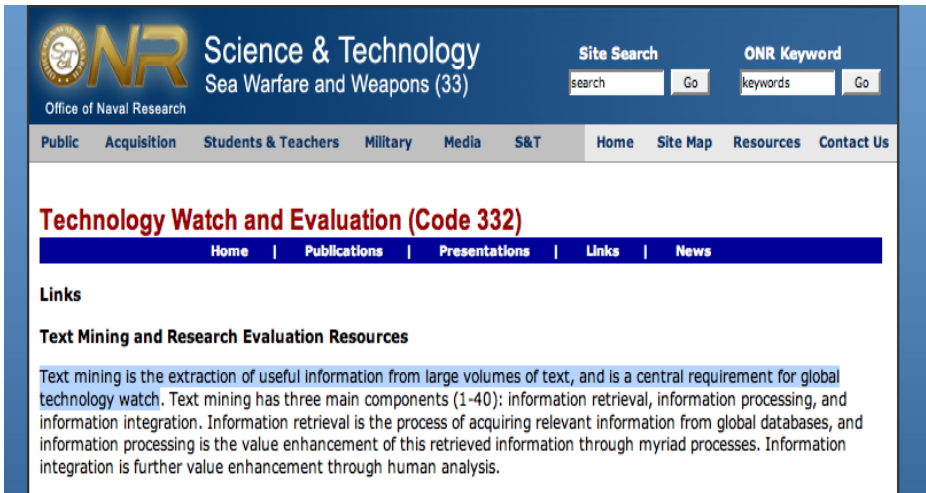 ONR
Office of Naval Research
Science & Technology
Sea Warfare and Weapons (33)
Site Search
ONR Keyword
search
Go
keywords
Go
Public Acquisition Students & Teachers Military Media S&T Home Site Map Resources Contact Us
Technology Watch and Evaluation (Code 332)
Home | Publications | Presentations | Links | News
Links
Text Mining and Research Evaluation Resources
Text mining is the extraction of useful information from large volumes of text, and is a central requirement for global
technology watch. Text mining has three main components (1-40): information retrieval, information processing, and
information integration. Information retrieval is the process of acquiring relevant information from global databases, and
information processing is the value enhancement of this retrieved information through myriad processes. Information
integration is further value enhancement through human analysis.